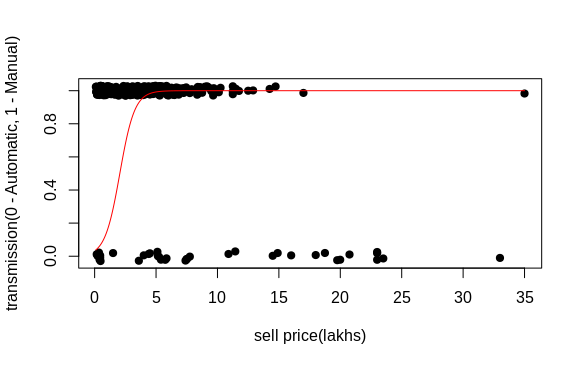 transmission(0 - Automatic, 1 - Manual)
0.8
0.4
0.0
0 5 10 15 20 25 30 35
sell price(lakhs)